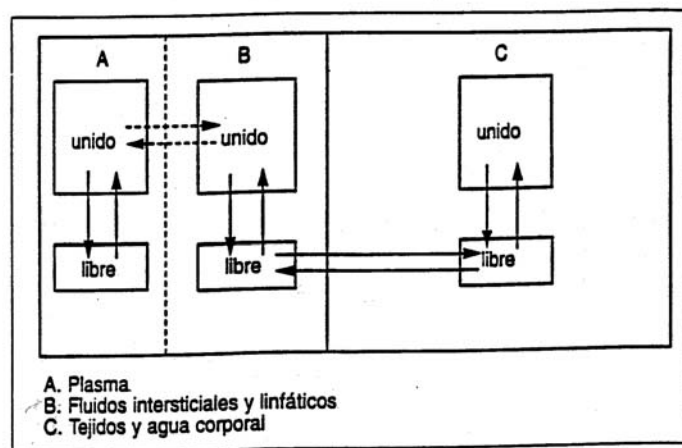 A B C
unido unido unido
libre libre libre
A. Plasma
B. Fluidos intersticiales y linfáticos
C. Tejidos y agua corporal